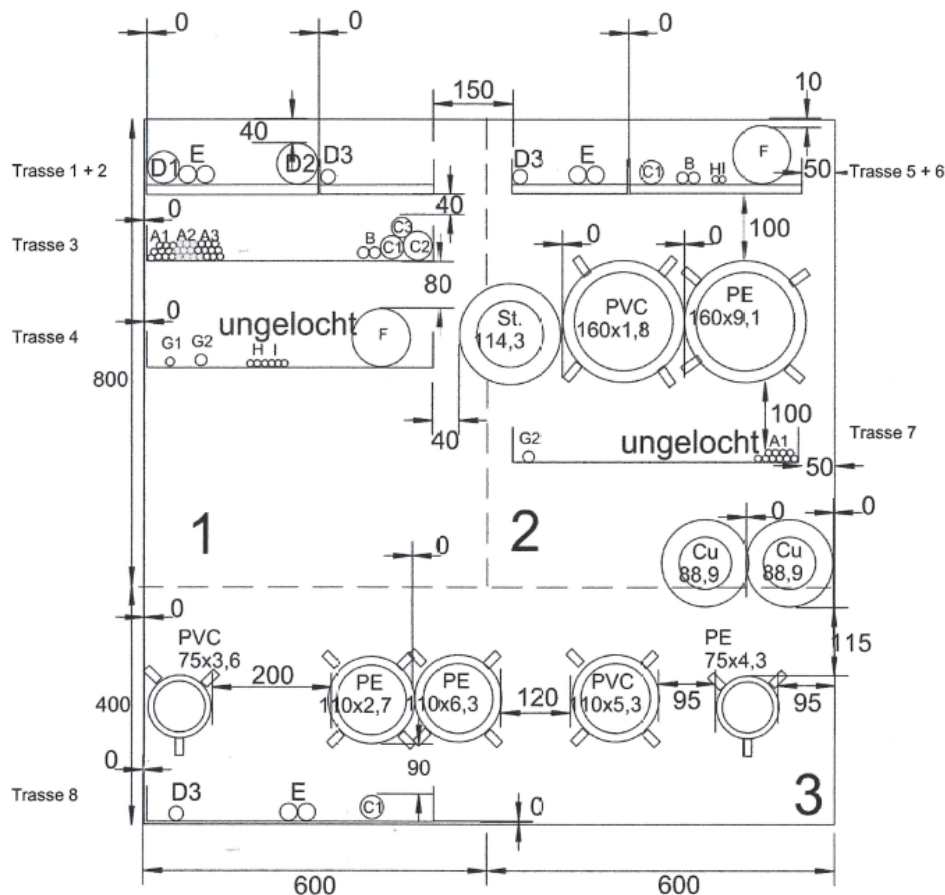 0 0 0
150 10
40
D1 E D2 D3 D3 E C1 B HI F
Trasse 1 + 2 50 Trasse 5 + 6
40
0
A1 A2 A3 B C3 C1 C2
Trasse 3
100
0 0
80
0
ungelocht F
G1 G2 H I
Trasse 4
St.
114,3
PVC
160x1,8
PE
160x9,1
800
40
100
G2 ungelocht A1
Trasse 7
50
1 2
0 0
Cu
88,9
Cu
88,9
0
0
115
PVC
75x3,6
PE
75x4,3
200
PE
110x2,7
PE
110x6,3
120
PVC
110x5,3
95 95
400
0
90
D3 E C1
Trasse 8
0
3
600 600